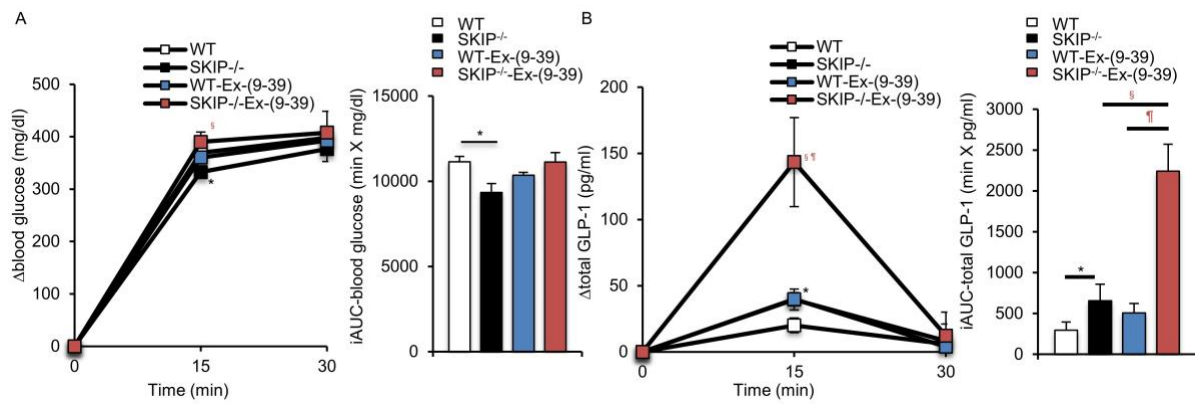 A
WT
SKIP-/-
WT-Ex-(9-39)
SKIP-/-Ex-(9-39)
500
400
300
200
100
0
Δblood glucose (mg/dl)
§
*
0
15
30
Time (min)
WT
SKIP-/-
WT-Ex-(9-39)
SKIP-/-Ex-(9-39)
15000
10000
5000
0
iAUC-blood glucose (min X mg/dl)
*
B
WT
SKIP-/-
WT-Ex-(9-39)
SKIP-/-Ex-(9-39)
200
150
100
50
0
Δtotal GLP-1 (pg/ml)
§ ¶
*
0
15
30
Time (min)
WT
SKIP-/-
WT-Ex-(9-39)
SKIP-/-Ex-(9-39)
3000
2500
2000
1500
1000
500
0
iAUC-total GLP-1 (min X pg/ml)
§
¶
*